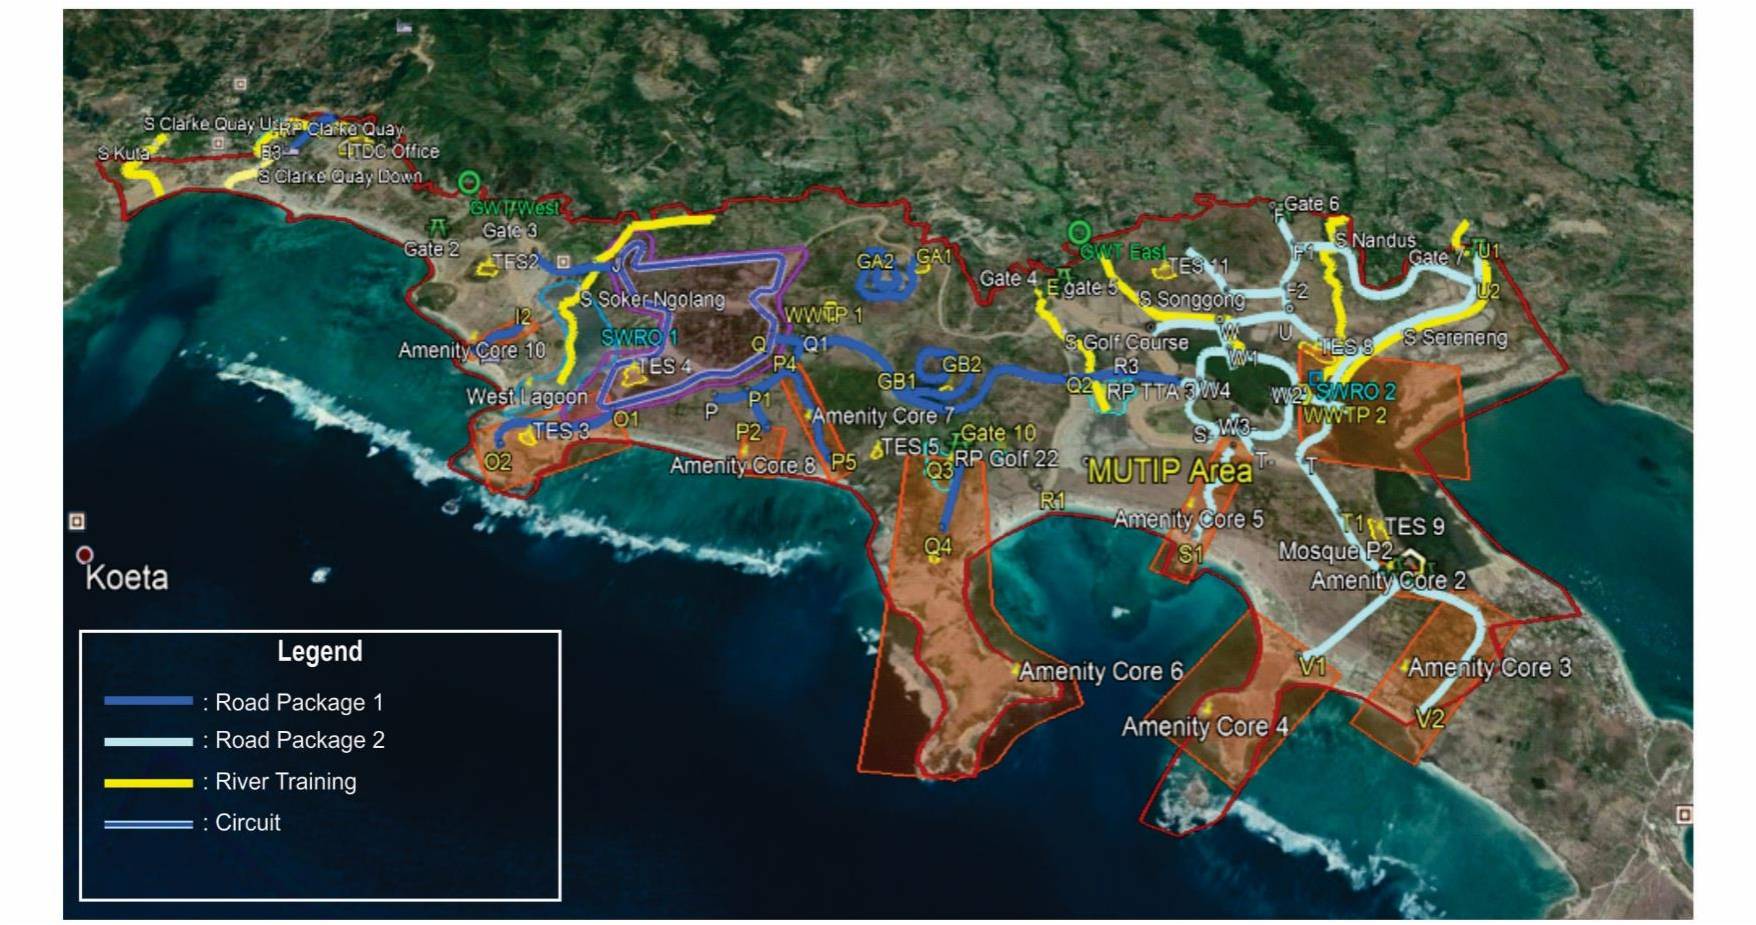 S Clarke Quay U
RP Clarke Quay
S Kuta
B3
ITDC Office
S Clarke Quay Down
GWT West
Gate 2
Gate 3
TES2
J
S Soker Ngolang
I2
Amenity Core 10
SWRO 1
TES 4
West Lagoon
TES 3
O1
O2
GA2
GA1
WWTP 1
Q
Q1
P4
P
P1
P2
Amenity Core 7
Amenity Core 8
P5
GB1
GB2
TES 5
Gate 10
Q3
RP Golf 22
Q4
Gate 4
GWT East
E
gate 5
TES 11
S Songgong
S Golf Course
R3
Q2
RP TTA 3
W4
W
W1
W2
W3
S
T
T
F
Gate 6
F1
F2
U
S Nandus
Gate 7
U1
U2
S Sereneng
TES 8
SWRO 2
WWTP 2
MUTIP Area
R1
Amenity Core 5
S1
T1
TES 9
Mosque P2
Amenity Core 2
Amenity Core 6
V1
Amenity Core 3
V2
Amenity Core 4
Koeta
Legend
: Road Package 1
: Road Package 2
: River Training
: Circuit